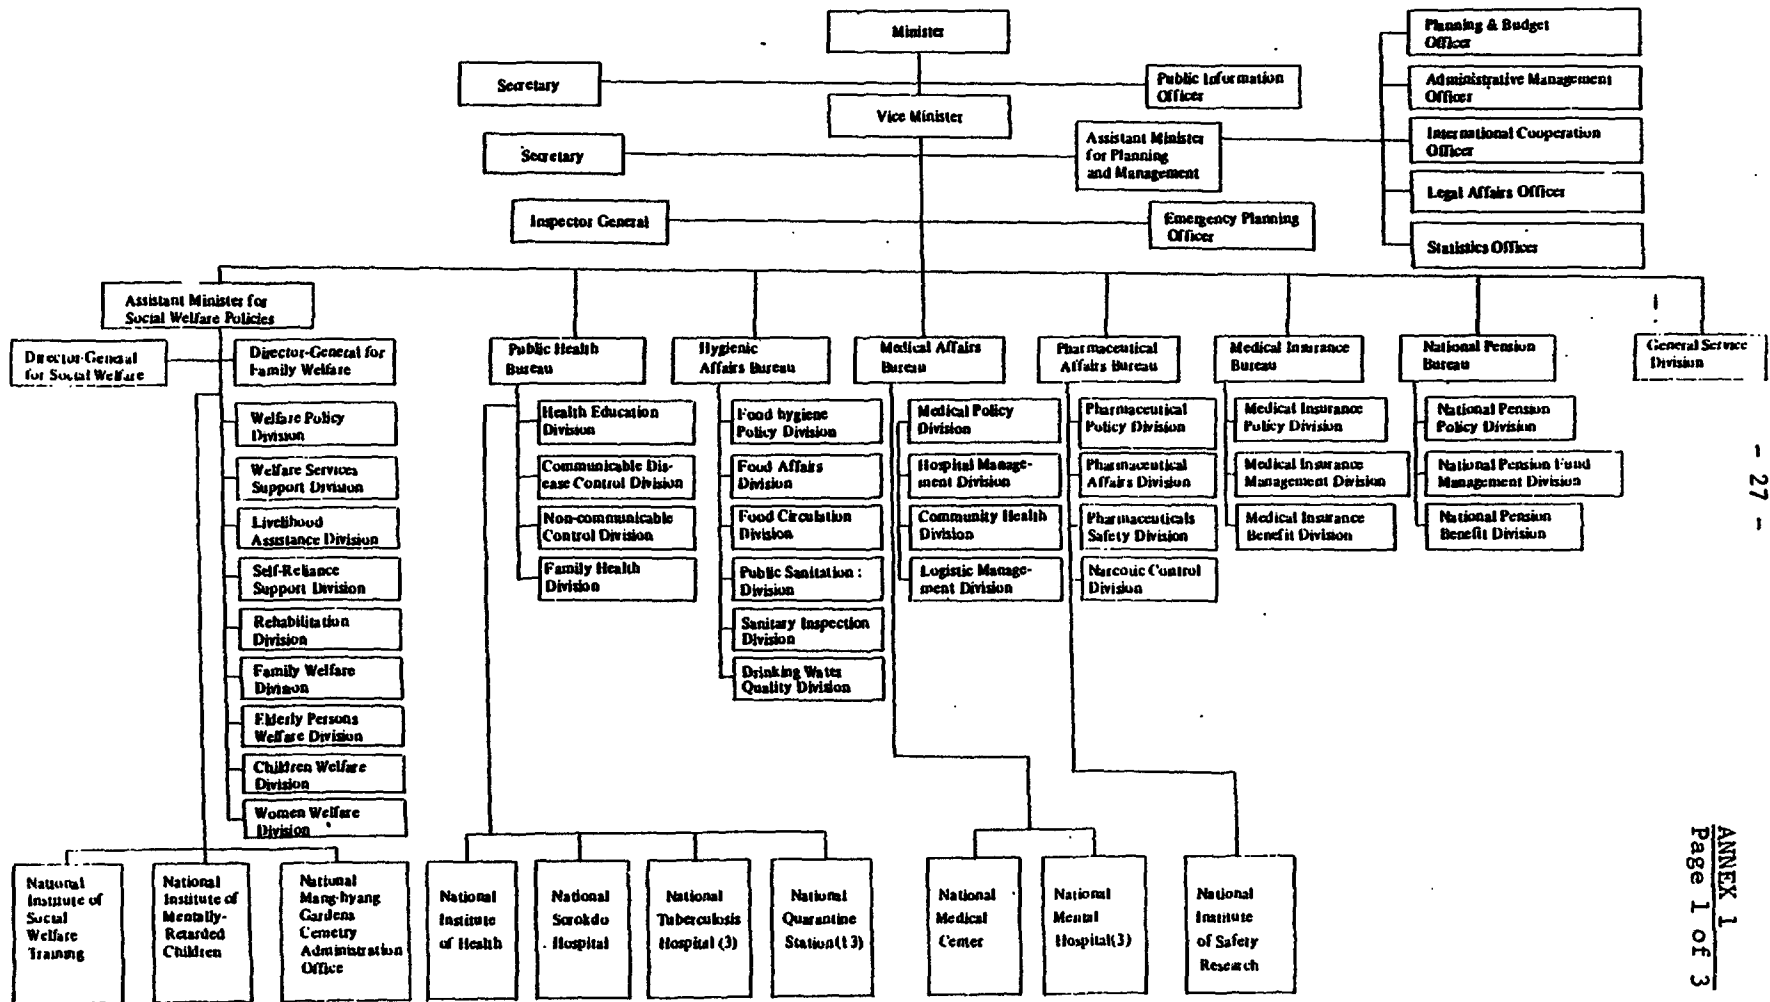 Minister
Planning & Budget
Officer
Secretary
Public Information
Officer
Administrative Management
Officer
Vice Minister
Secretary
Assistant Minister
for Planning
and Management
International Cooperation
Officer
Legal Affairs Officer
Inspector General
Emergency Planning
Officer
Statistics Officer
Assistant Minister for
Social Welfare Policies
Director-General
for Social Welfare
Director-General for
Family Welfare
Public Health
Bureau
Hygienic
Affairs Bureau
Medical Affairs
Bureau
Pharmaceutical
Affairs Bureau
Medical Insurance
Bureau
National Pension
Bureau
General Service
Division
Welfare Policy
Division
Welfare Services
Support Division
Livelihood
Assistance Division
Self-Reliance
Support Division
Rehabilitation
Division
Family Welfare
Division
Elderly Persons
Welfare Division
Children Welfare
Division
Women Welfare
Division
Health Education
Division
Communicable Dis-
ease Control Division
Non-communicable
Control Division
Family Health
Division
Food hygiene
Policy Division
Food Affairs
Division
Food Circulation
Division
Public Sanitation :
Division
Sanitary Inspection
Division
Drinking Water
Quality Division
Medical Policy
Division
Hospital Manage-
ment Division
Community Health
Division
Logistic Manage-
ment Division
Pharmaceutical
Policy Division
Pharmaceutical
Affairs Division
Pharmaceuticals
Safety Division
Narcotic Control
Division
Medical Insurance
Policy Division
Medical Insurance
Management Division
Medical Insurance
Benefit Division
National Pension
Policy Division
National Pension Fund
Management Division
National Pension
Benefit Division
National
Institute of
Social
Welfare
Training
National
Institute of
Mentally-
Retarded
Children
National
Mang-hyang
Gardens
Cemetry
Administration
Office
National
Institute
of Health
National
Sorokdo
Hospital
National
Tuberculosis
Hospital (3)
National
Quarantine
Station(13)
National
Medical
Center
National
Mental
Hospital(3)
National
Institute
of Safety
Research
- 27 -
ANNEX 1
Page 1 of 3